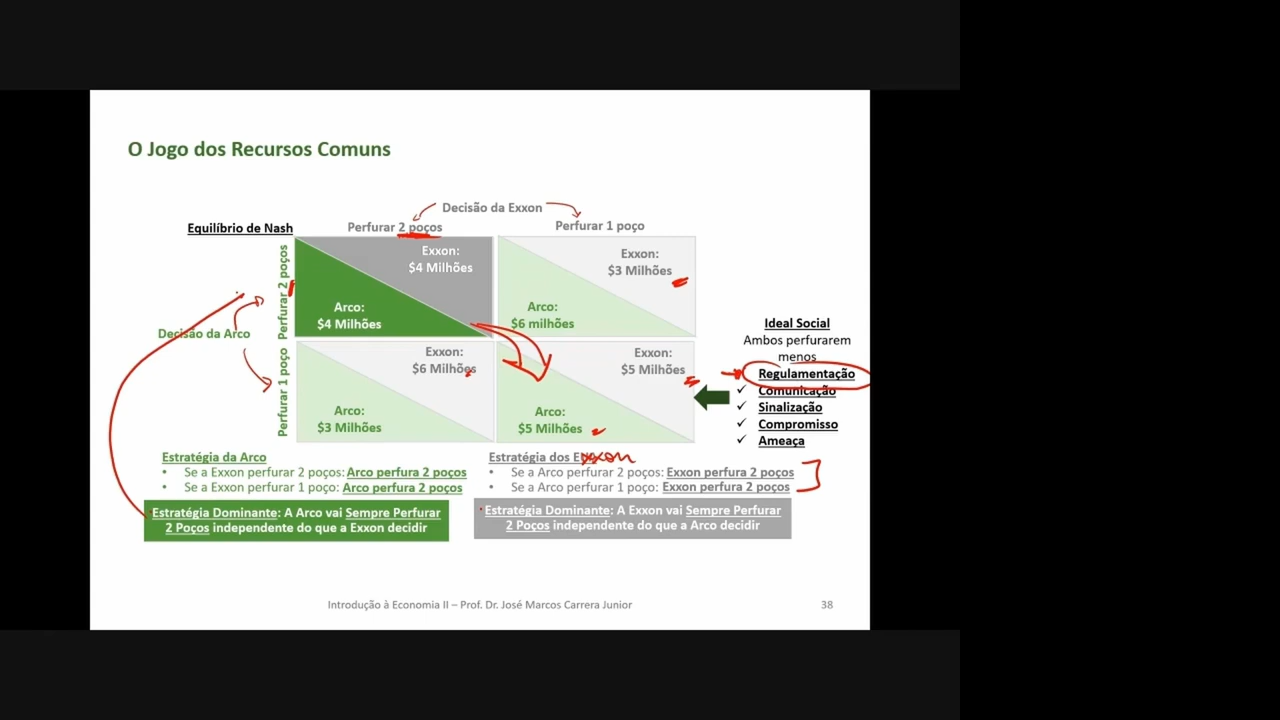 O Jogo dos Recursos Comuns
Decisão da Exxon
Equilíbrio de Nash
Perfurar 2 poços
Perfurar 1 poço
Decisão da Arco
Perfurar 2 poços
Perfurar 1 poço
Exxon:
$4 Milhões
Arco:
$4 Milhões
Exxon:
$3 Milhões
Arco:
$6 milhões
Exxon:
$6 Milhões
Arco:
$3 Milhões
Exxon:
$5 Milhões
Arco:
$5 Milhões
Ideal Social
Ambos perfurarem
menos
Regulamentação
✓ Comunicação
✓ Sinalização
✓ Compromisso
✓ Ameaça
Estratégia da Arco
• Se a Exxon perfurar 2 poços: Arco perfura 2 poços
• Se a Exxon perfurar 1 poço: Arco perfura 2 poços
Estratégia Dominante: A Arco vai Sempre Perfurar
2 Poços independente do que a Exxon decidir
Estratégia dos Exxon
• Se a Arco perfurar 2 poços: Exxon perfura 2 poços
• Se a Arco perfurar 1 poço: Exxon perfura 2 poços
Estratégia Dominante: A Exxon vai Sempre Perfurar
2 Poços independente do que a Arco decidir
Introdução à Economia II – Prof. Dr. José Marcos Carrera Junior
38